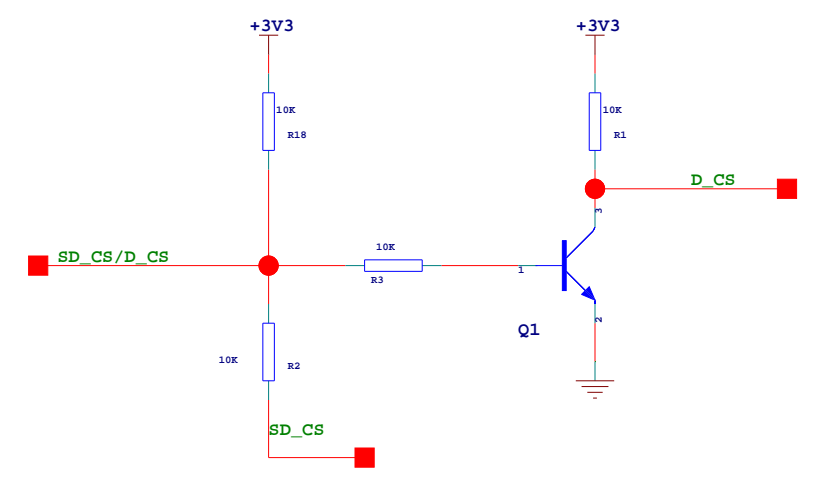 +3V3
+3V3
10K
R18
10K
R1
D_CS
3
SD_CS/D_CS
10K
R3
1
2
Q1
10K
R2
SD_CS